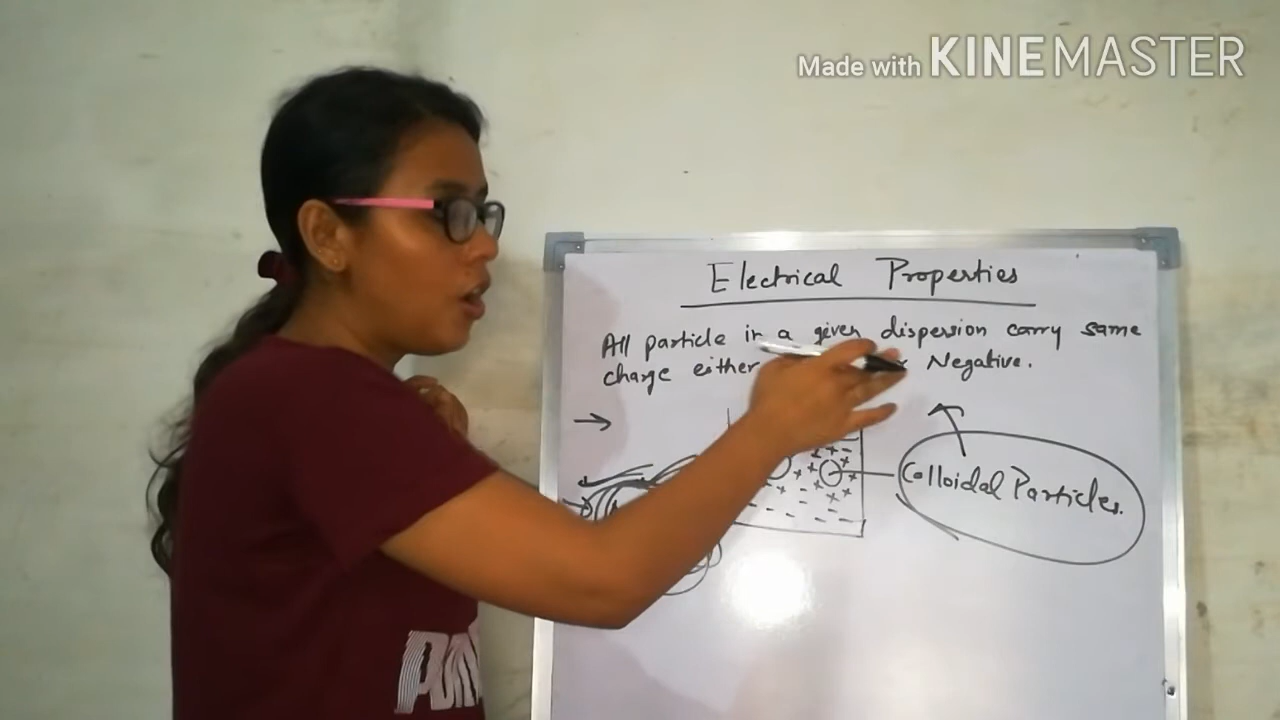 Made with KINEMASTER
Electrical Properties
All particle in a given dispersion carry same
charge either Negative.
Colloidal Particles.